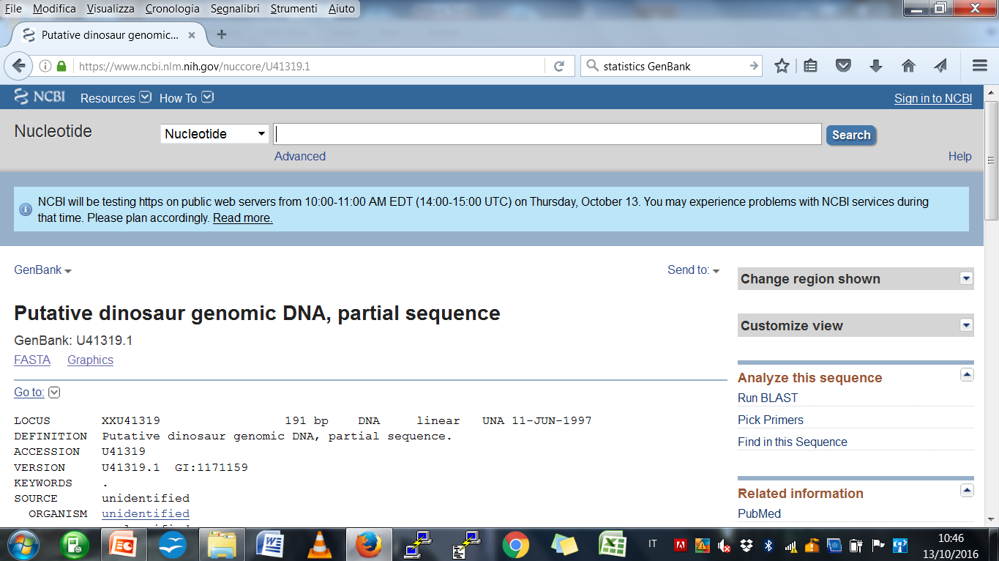 File Modifica Visualizza Cronologia Segnalibri Strumenti Aiuto
Putative dinosaur genomic...
https://www.ncbi.nlm.nih.gov/nuccore/U41319.1
statistics GenBank
NCBI Resources How To Sign in to NCBI
Nucleotide
Nucleotide
Search
Advanced
Help
NCBI will be testing https on public web servers from 10:00-11:00 AM EDT (14:00-15:00 UTC) on Thursday, October 13. You may experience problems with NCBI services during
that time. Please plan accordingly. Read more.
GenBank
Send to:
Change region shown
Putative dinosaur genomic DNA, partial sequence
Customize view
GenBank: U41319.1
FASTA Graphics
Analyze this sequence
Go to:
Run BLAST
LOCUS XXU41319 191 bp DNA linear UNA 11-JUN-1997
Pick Primers
DEFINITION Putative dinosaur genomic DNA, partial sequence.
Find in this Sequence
ACCESSION U41319
VERSION U41319.1 GI:1171159
KEYWORDS .
Related information
SOURCE unidentified
ORGANISM unidentified
PubMed
IT
10:46
13/10/2016